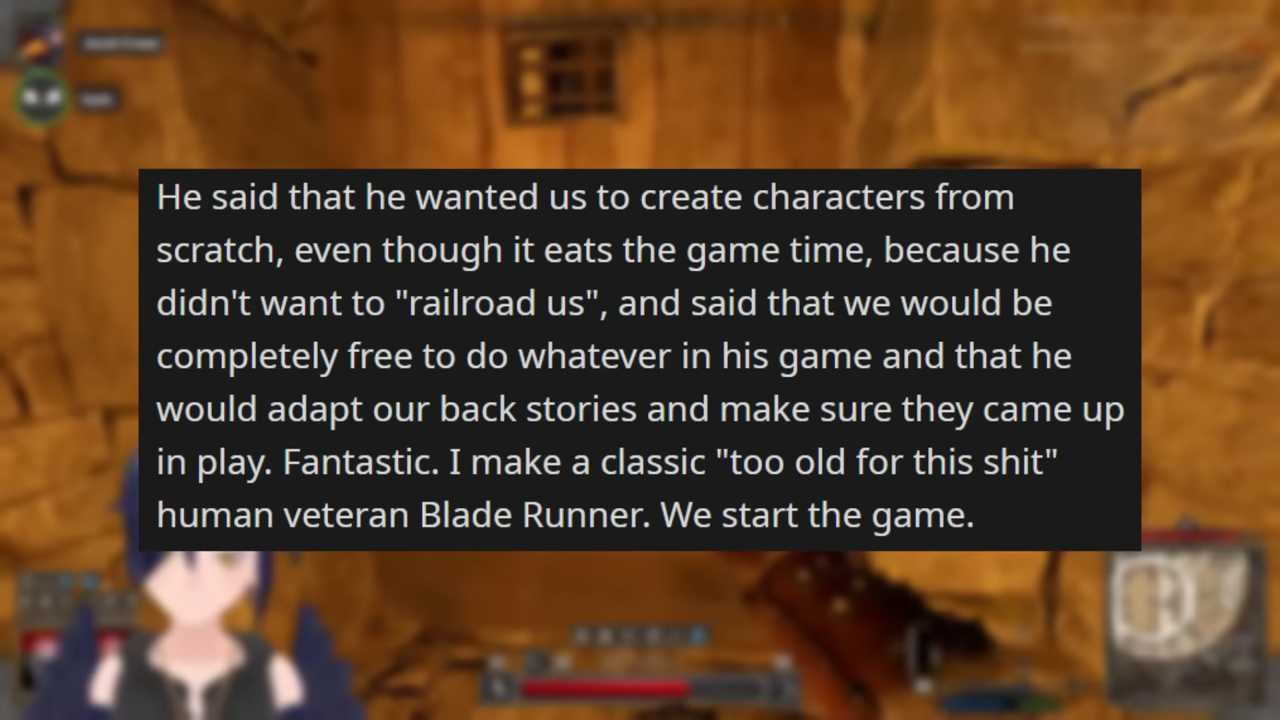 He said that he wanted us to create characters from
scratch, even though it eats the game time, because he
didn't want to "railroad us", and said that we would be
completely free to do whatever in his game and that he
would adapt our back stories and make sure they came up
in play. Fantastic. I make a classic "too old for this shit"
human veteran Blade Runner. We start the game.